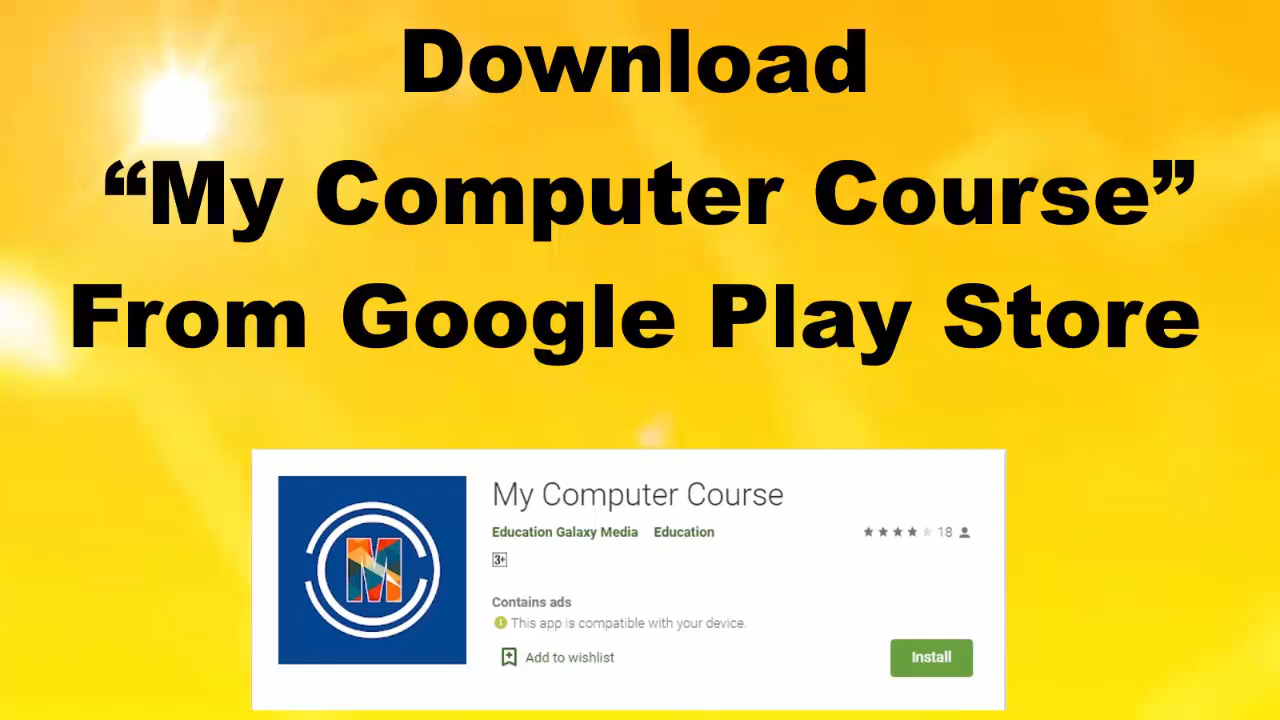 Download
“My Computer Course”
From Google Play Store
My Computer Course
Education Galaxy Media Education
18
3+
Contains ads
This app is compatible with your device.
Add to wishlist
Install
M